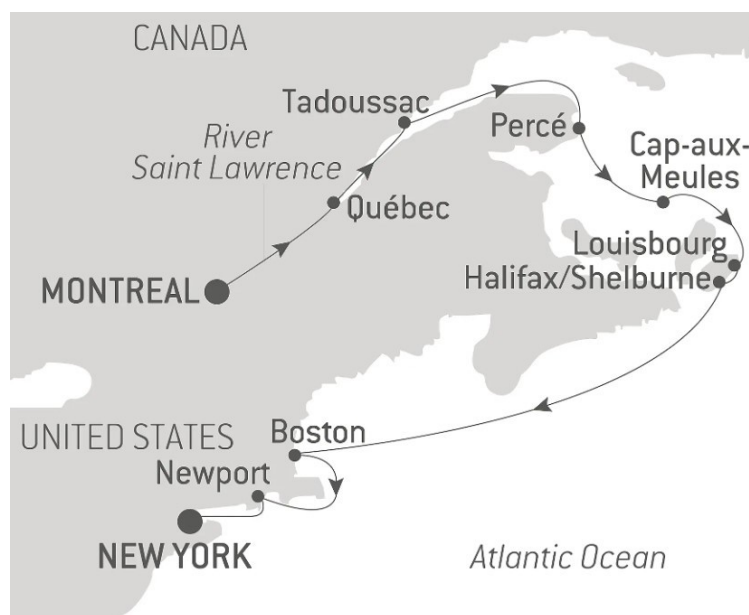 CANADA
Tadoussac
River
Saint Lawrence
Percé
Cap-aux-
Meules
Québec
Louisbourg
MONTREAL
Halifax/Shelburne
UNITED STATES
Boston
Newport
NEW YORK
Atlantic Ocean